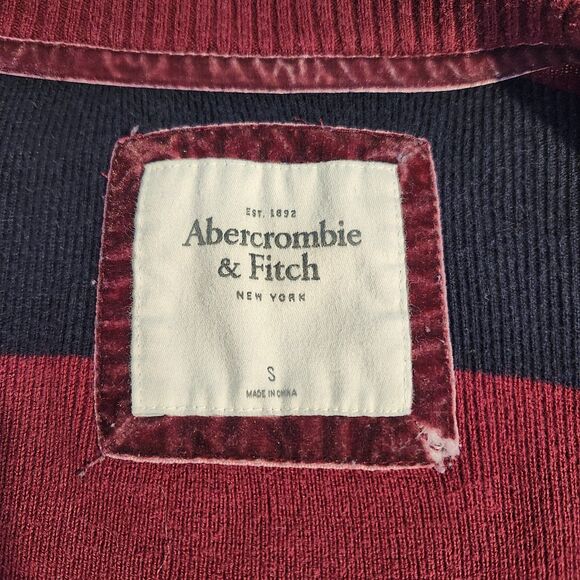 EST. 1892
Abercrombie
& Fitch
NEW YORK
S
MADE IN CHINA